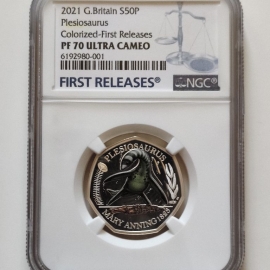 2021 G.Britain S50P
Plesiosaurus
Colorized-First Releases
PF 70 ULTRA CAMEO
6192980-001
FIRST RELEASES
NGC
PLESIOSAURUS
MARY ANNING 1823